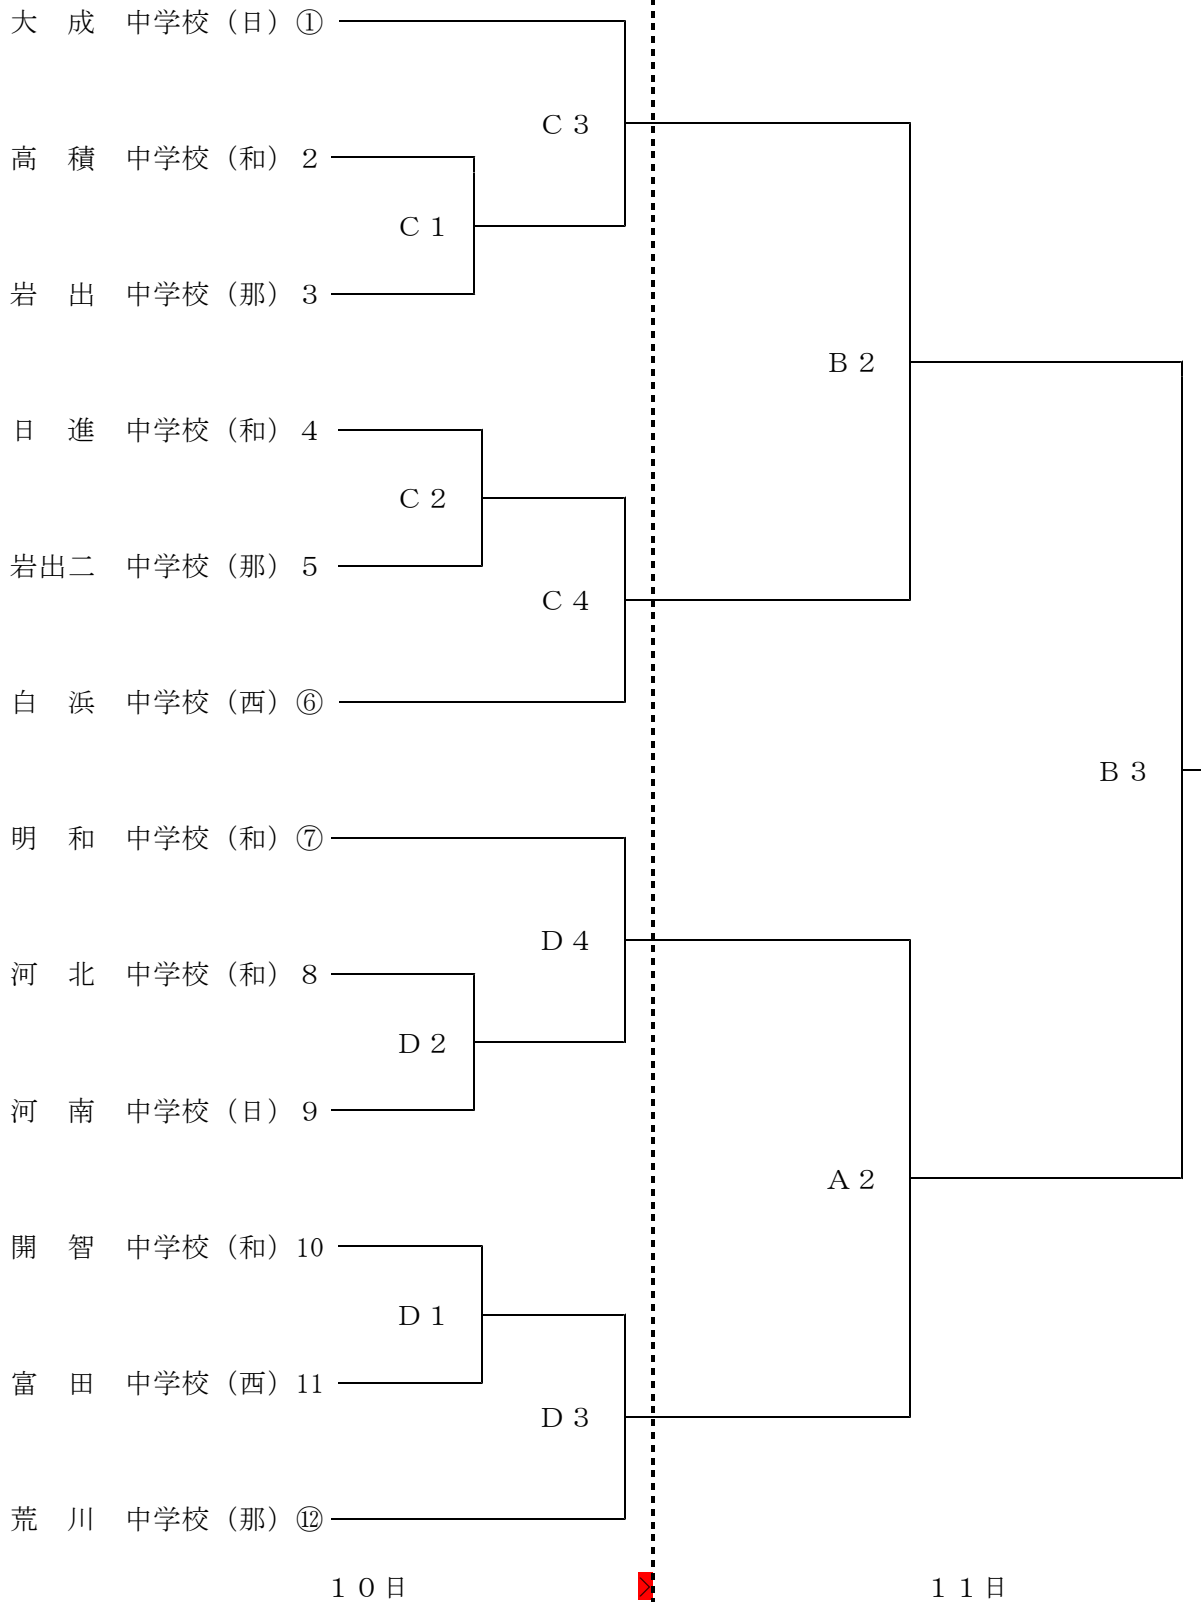 大　成　中学校（日）①
Ｃ３
高　積　中学校（和）２
Ｃ１
岩　出　中学校（那）３
Ｂ２
日　進　中学校（和）４
Ｃ２
岩出二　中学校（那）５
Ｃ４
白　浜　中学校（西）⑥
Ｂ３
明　和　中学校（和）⑦
Ｄ４
河　北　中学校（和）８
Ｄ２
河　南　中学校（日）９
Ａ２
開　智　中学校（和）10
Ｄ１
富　田　中学校（西）11
Ｄ３
荒　川　中学校（那）⑫
１０日　１１日